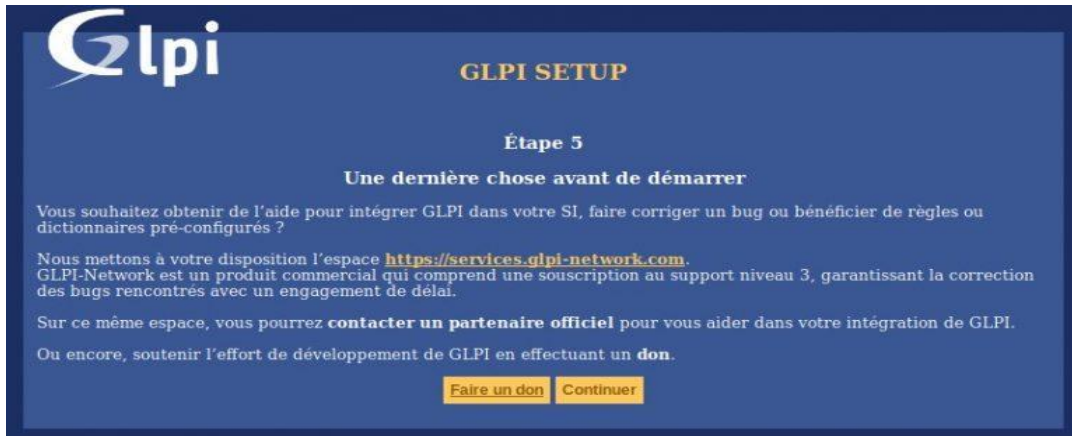 Glpi
GLPI SETUP
Étape 5
Une dernière chose avant de démarrer
Vous souhaitez obtenir de l’aide pour intégrer GLPI dans votre SI, faire corriger un bug ou bénéficier de règles ou
dictionnaires pré-configurés ?
Nous mettons à votre disposition l’espace https://services.glpi-network.com.
GLPI-Network est un produit commercial qui comprend une souscription au support niveau 3, garantissant la correction
des bugs rencontrés avec un engagement de délai.
Sur ce même espace, vous pourrez contacter un partenaire officiel pour vous aider dans votre intégration de GLPI.
Ou encore, soutenir l’effort de développement de GLPI en effectuant un don.
Faire un don Continuer